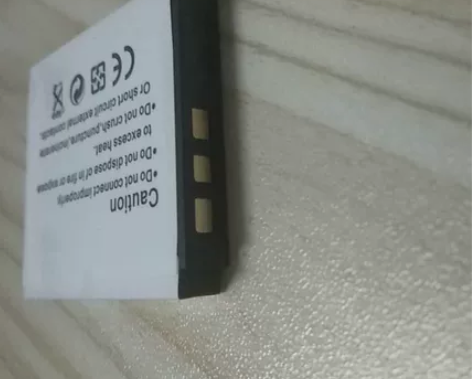 Caution
•Do not connect improperly
•Do not dispose of in fire or expose
to excess heat.
•Do not crush,puncture, incinerate
Or short circuit external contacts.
CE